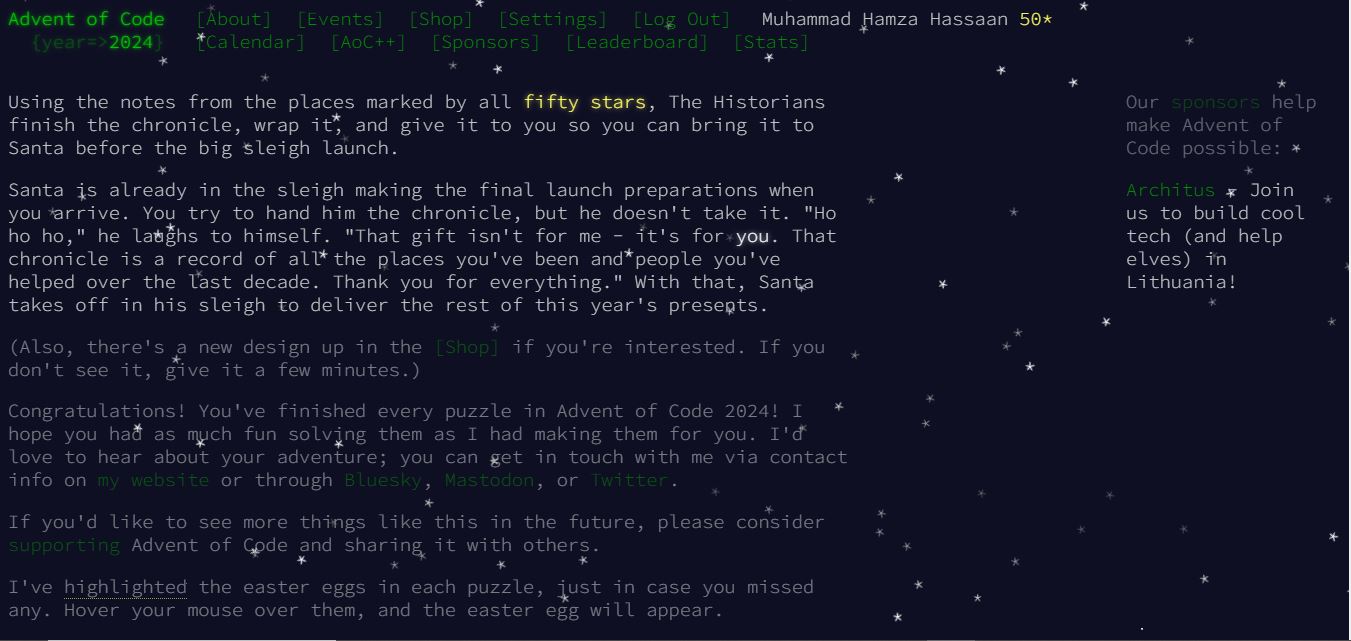 Advent of Code [About] [Events] [Shop] [Settings] [Log Out] Muhammad Hamza Hassaan 50*
{year=>2024} [Calendar] [AoC++] [Sponsors] [Leaderboard] [Stats]
Using the notes from the places marked by all fifty stars, The Historians
finish the chronicle, wrap it, and give it to you so you can bring it to
Santa before the big sleigh launch.
Santa is already in the sleigh making the final launch preparations when
you arrive. You try to hand him the chronicle, but he doesn't take it. "Ho
ho ho," he laughs to himself. "That gift isn't for me - it's for you. That
chronicle is a record of all the places you've been and people you've
helped over the last decade. Thank you for everything." With that, Santa
takes off in his sleigh to deliver the rest of this year's presents.
(Also, there's a new design up in the [Shop] if you're interested. If you
don't see it, give it a few minutes.)
Congratulations! You've finished every puzzle in Advent of Code 2024! I
hope you had as much fun solving them as I had making them for you. I'd
love to hear about your adventure; you can get in touch with me via contact
info on my website or through Bluesky, Mastodon, or Twitter.
If you'd like to see more things like this in the future, please consider
supporting Advent of Code and sharing it with others.
I've highlighted the easter eggs in each puzzle, just in case you missed
any. Hover your mouse over them, and the easter egg will appear.
Our sponsors help
make Advent of
Code possible:
Architus - Join
us to build cool
tech (and help
elves) in
Lithuania!